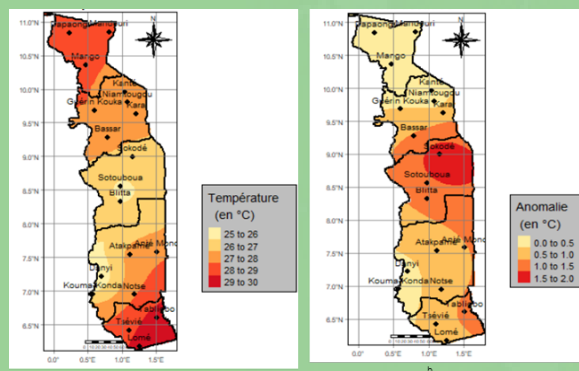 Dapaong Mandouri
N
11.0°N
Mango
10.5°N
Kanté
10.0°N
Niamtougou
Guérin Kouka
Kara
9.5°N
Bassar
Sokodé
9.0°N
Sotouboua
8.5°N
Blitta
8.0°N
Atakpamé Anié Mono
7.5°N
Danyi
Kouma-Konda Notse
7.0°N
Tabligbo
Tsévié
6.5°N
Lomé
0.0° 0.5°E 1.0°E 1.5°E
Température
(en °C)
25 to 26
26 to 27
27 to 28
28 to 29
29 to 30
Dapaong Mandouri
N
11.0°N
Mango
10.5°N
Kanté
10.0°N
Niamtougou
Guérin Kouka
Kara
9.5°N
Bassar
Sokodé
9.0°N
Sotouboua
8.5°N
Blitta
8.0°N
Atakpamé Anié Mono
7.5°N
Danyi
Kouma-Konda Notse
7.0°N
Tabligbo
Tsévié
6.5°N
Lomé
0.0° 0.5°E 1.0°E 1.5°E
Anomalie
(en °C)
0.0 to 0.5
0.5 to 1.0
1.0 to 1.5
1.5 to 2.0
b